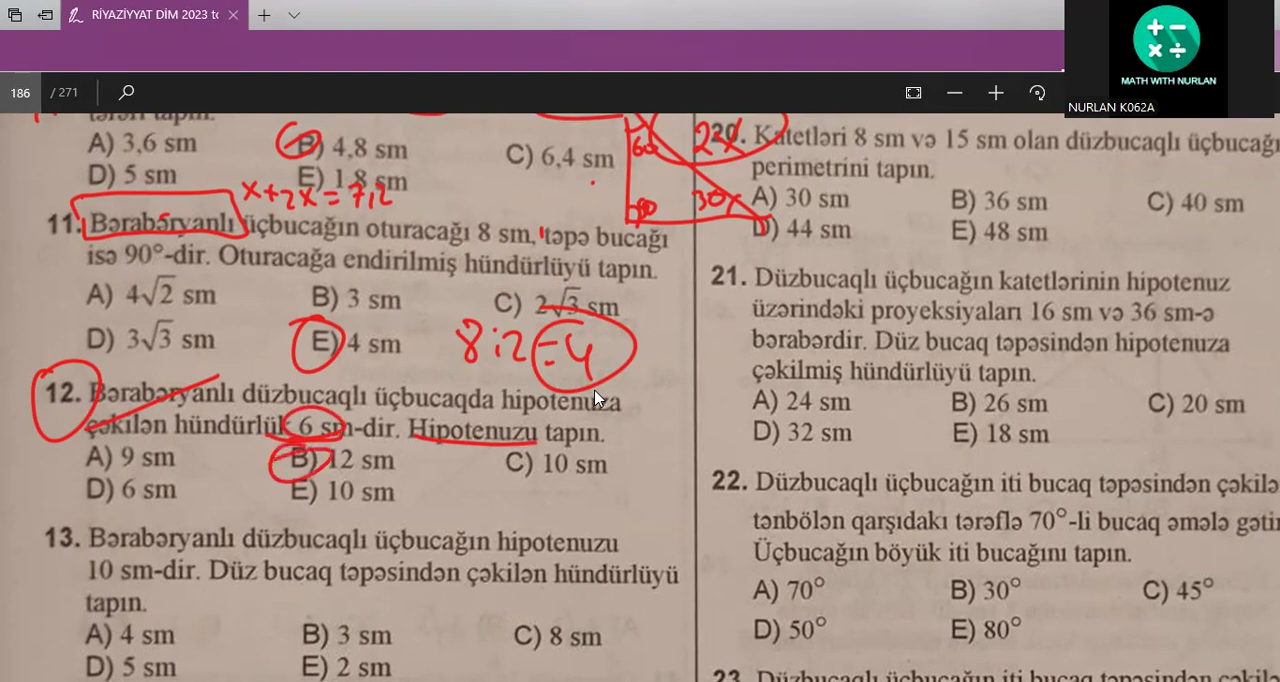 RİYAZİYYAT DİM 2023 to
186 / 271
MATH WITH NURLAN
NURLAN K062A
A) 3,6 sm B) 4,8 sm C) 6,4 sm
D) 5 sm E) 1,8 sm
x+2x=7,2
60 2x
90 30
11. Bərabəryanlı üçbucağın oturacağı 8 sm, təpə bucağı
isə 90°-dir. Oturacağa endirilmiş hündürlüyü tapın.
A) 4√2 sm B) 3 sm C) 2√3 sm
D) 3√3 sm E) 4 sm
8:2=4
12. Bərabəryanlı düzbucaqlı üçbucaqda hipotenuza
çəkilən hündürlük 6 sm-dir. Hipotenuzu tapın.
A) 9 sm B) 12 sm C) 10 sm
D) 6 sm E) 10 sm
13. Bərabəryanlı düzbucaqlı üçbucağın hipotenuzu
10 sm-dir. Düz bucaq təpəsindən çəkilən hündürlüyü
tapın.
A) 4 sm B) 3 sm C) 8 sm
D) 5 sm E) 2 sm
20. Katetləri 8 sm və 15 sm olan düzbucaqlı üçbucağı
perimetrini tapın.
A) 30 sm B) 36 sm C) 40 sm
D) 44 sm E) 48 sm
21. Düzbucaqlı üçbucağın katetlərinin hipotenuz
üzərindəki proyeksiyaları 16 sm və 36 sm-ə
bərabərdir. Düz bucaq təpəsindən hipotenuza
çəkilmiş hündürlüyü tapın.
A) 24 sm B) 26 sm C) 20 sm
D) 32 sm E) 18 sm
22. Düzbucaqlı üçbucağın iti bucaq təpəsindən çəkilə
tənbölən qarşıdakı tərəflə 70°-li bucaq əmələ gəti
Üçbucağın böyük iti bucağını tapın.
A) 70° B) 30° C) 45°
D) 50° E) 80°
23. Düzbucaqlı üçbucağın iti bucaq təpəsindən çəkilə